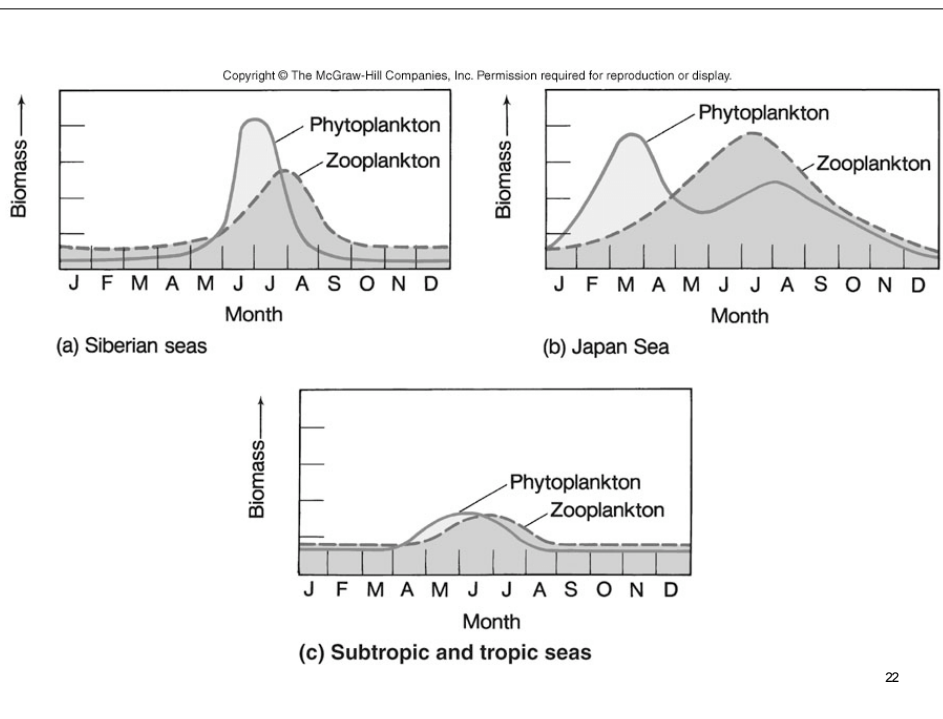 Copyright © The McGraw-Hill Companies, Inc. Permission required for reproduction or display.
Biomass
Phytoplankton
Zooplankton
J F M A M J J A S O N D
Month
(a) Siberian seas
Biomass
Phytoplankton
Zooplankton
J F M A M J J A S O N D
Month
(b) Japan Sea
Biomass
Phytoplankton
Zooplankton
J F M A M J J A S O N D
Month
(c) Subtropic and tropic seas
22